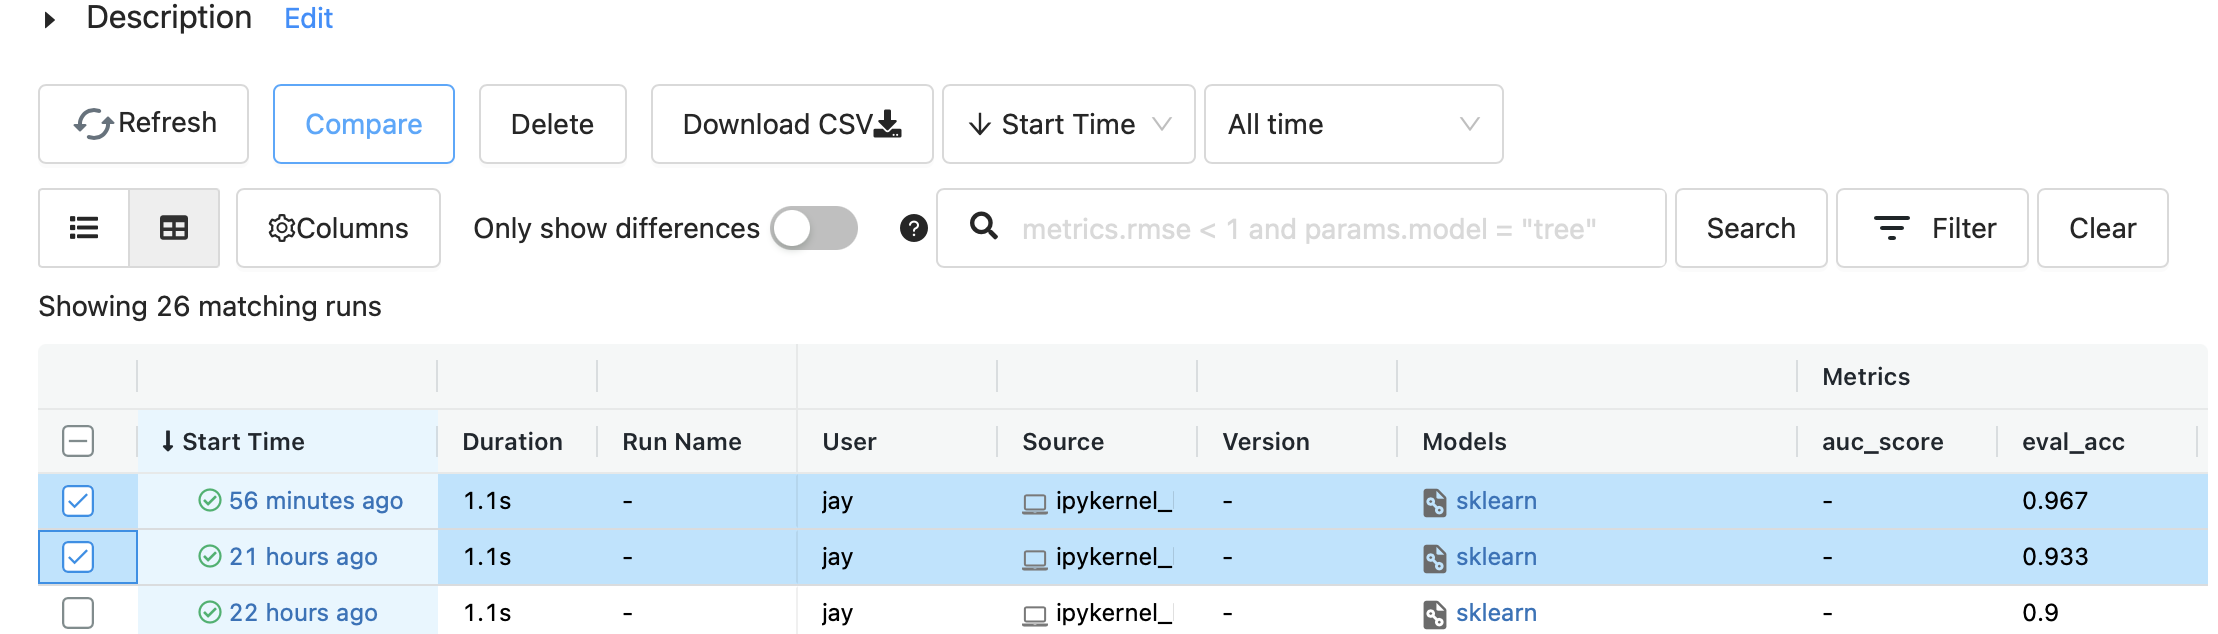 Description Edit
Refresh Compare Delete Download CSV Start Time All time
Columns Only show differences ? metrics.rmse < 1 and params.model = "tree" Search Filter Clear
Showing 26 matching runs
Metrics
↓ Start Time Duration Run Name User Source Version Models auc_score eval_acc
56 minutes ago 1.1s - jay ipykernel_ - sklearn - 0.967
21 hours ago 1.1s - jay ipykernel_ - sklearn - 0.933
22 hours ago 1.1s - jay ipykernel_ - sklearn - 0.9